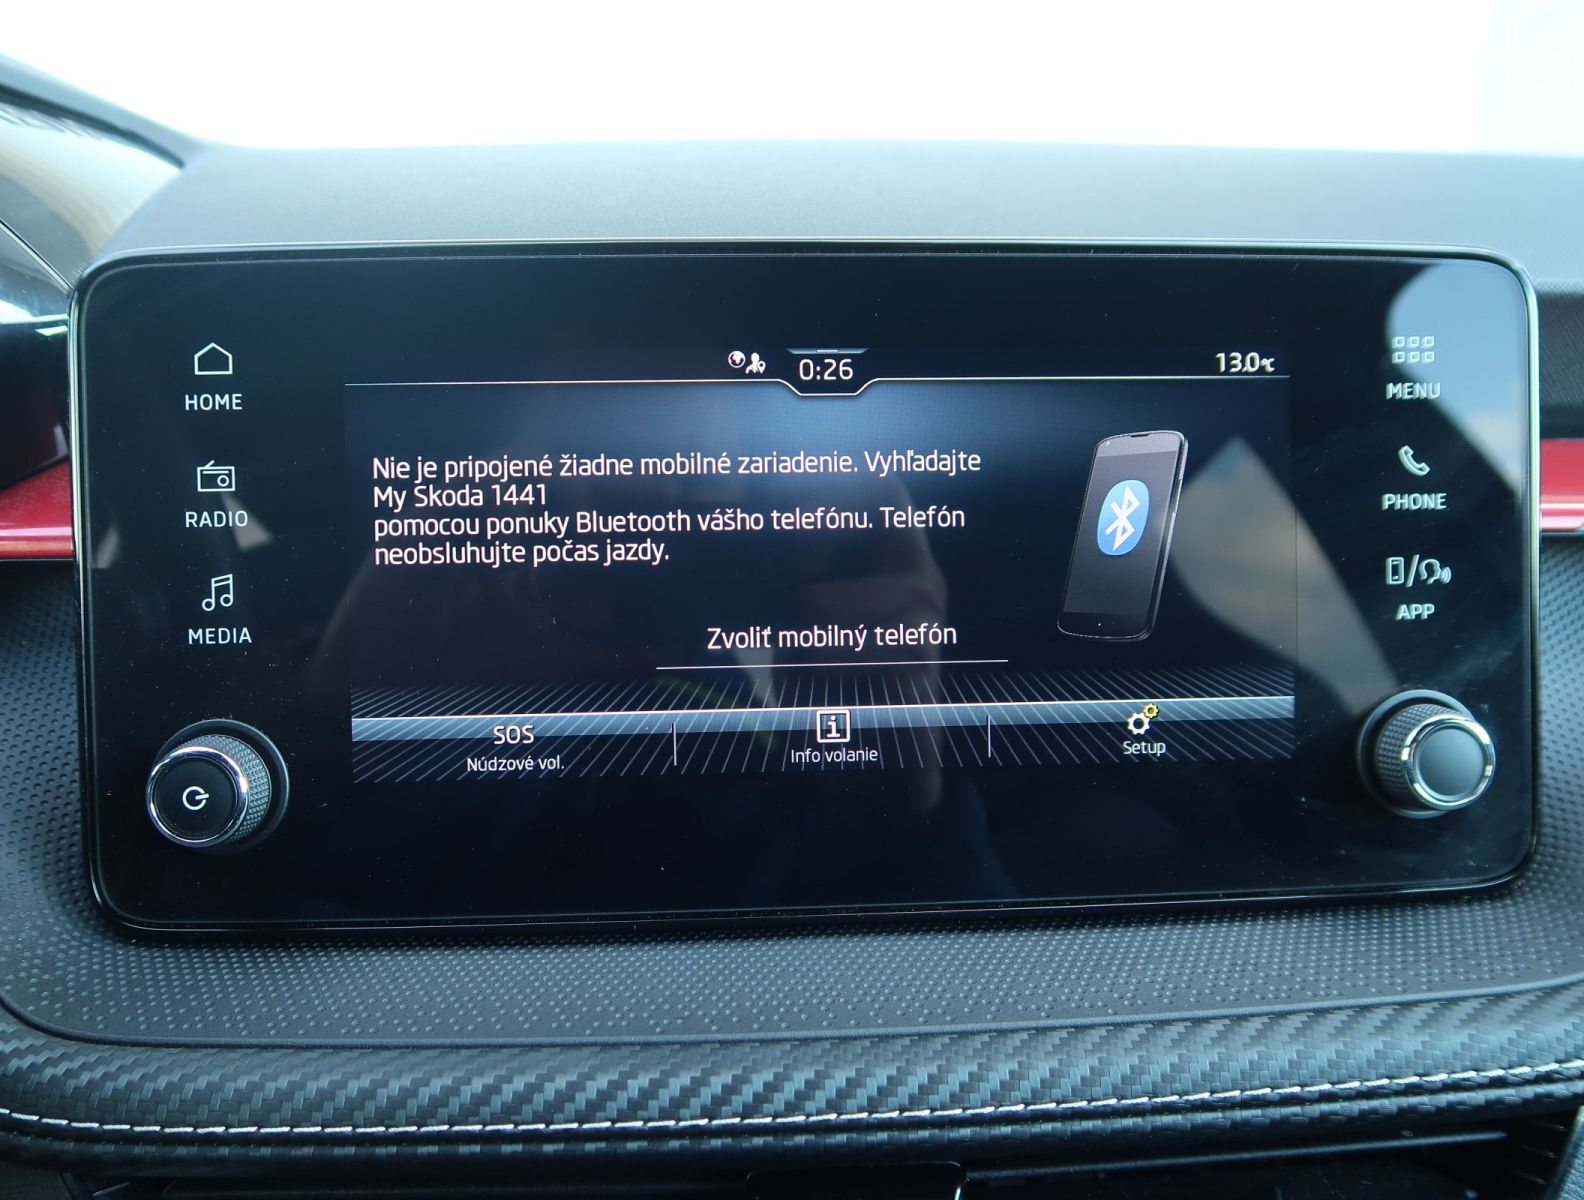 0:26
13.0°C
HOME
MENU
Nie je pripojené žiadne mobilné zariadenie. Vyhľadajte
My Skoda 1441
pomocou ponuky Bluetooth vášho telefónu. Telefón
neobsluhujte počas jazdy.
RADIO
PHONE
MEDIA
APP
Zvoliť mobilný telefón
SOS
Núdzové vol.
Info volanie
Setup